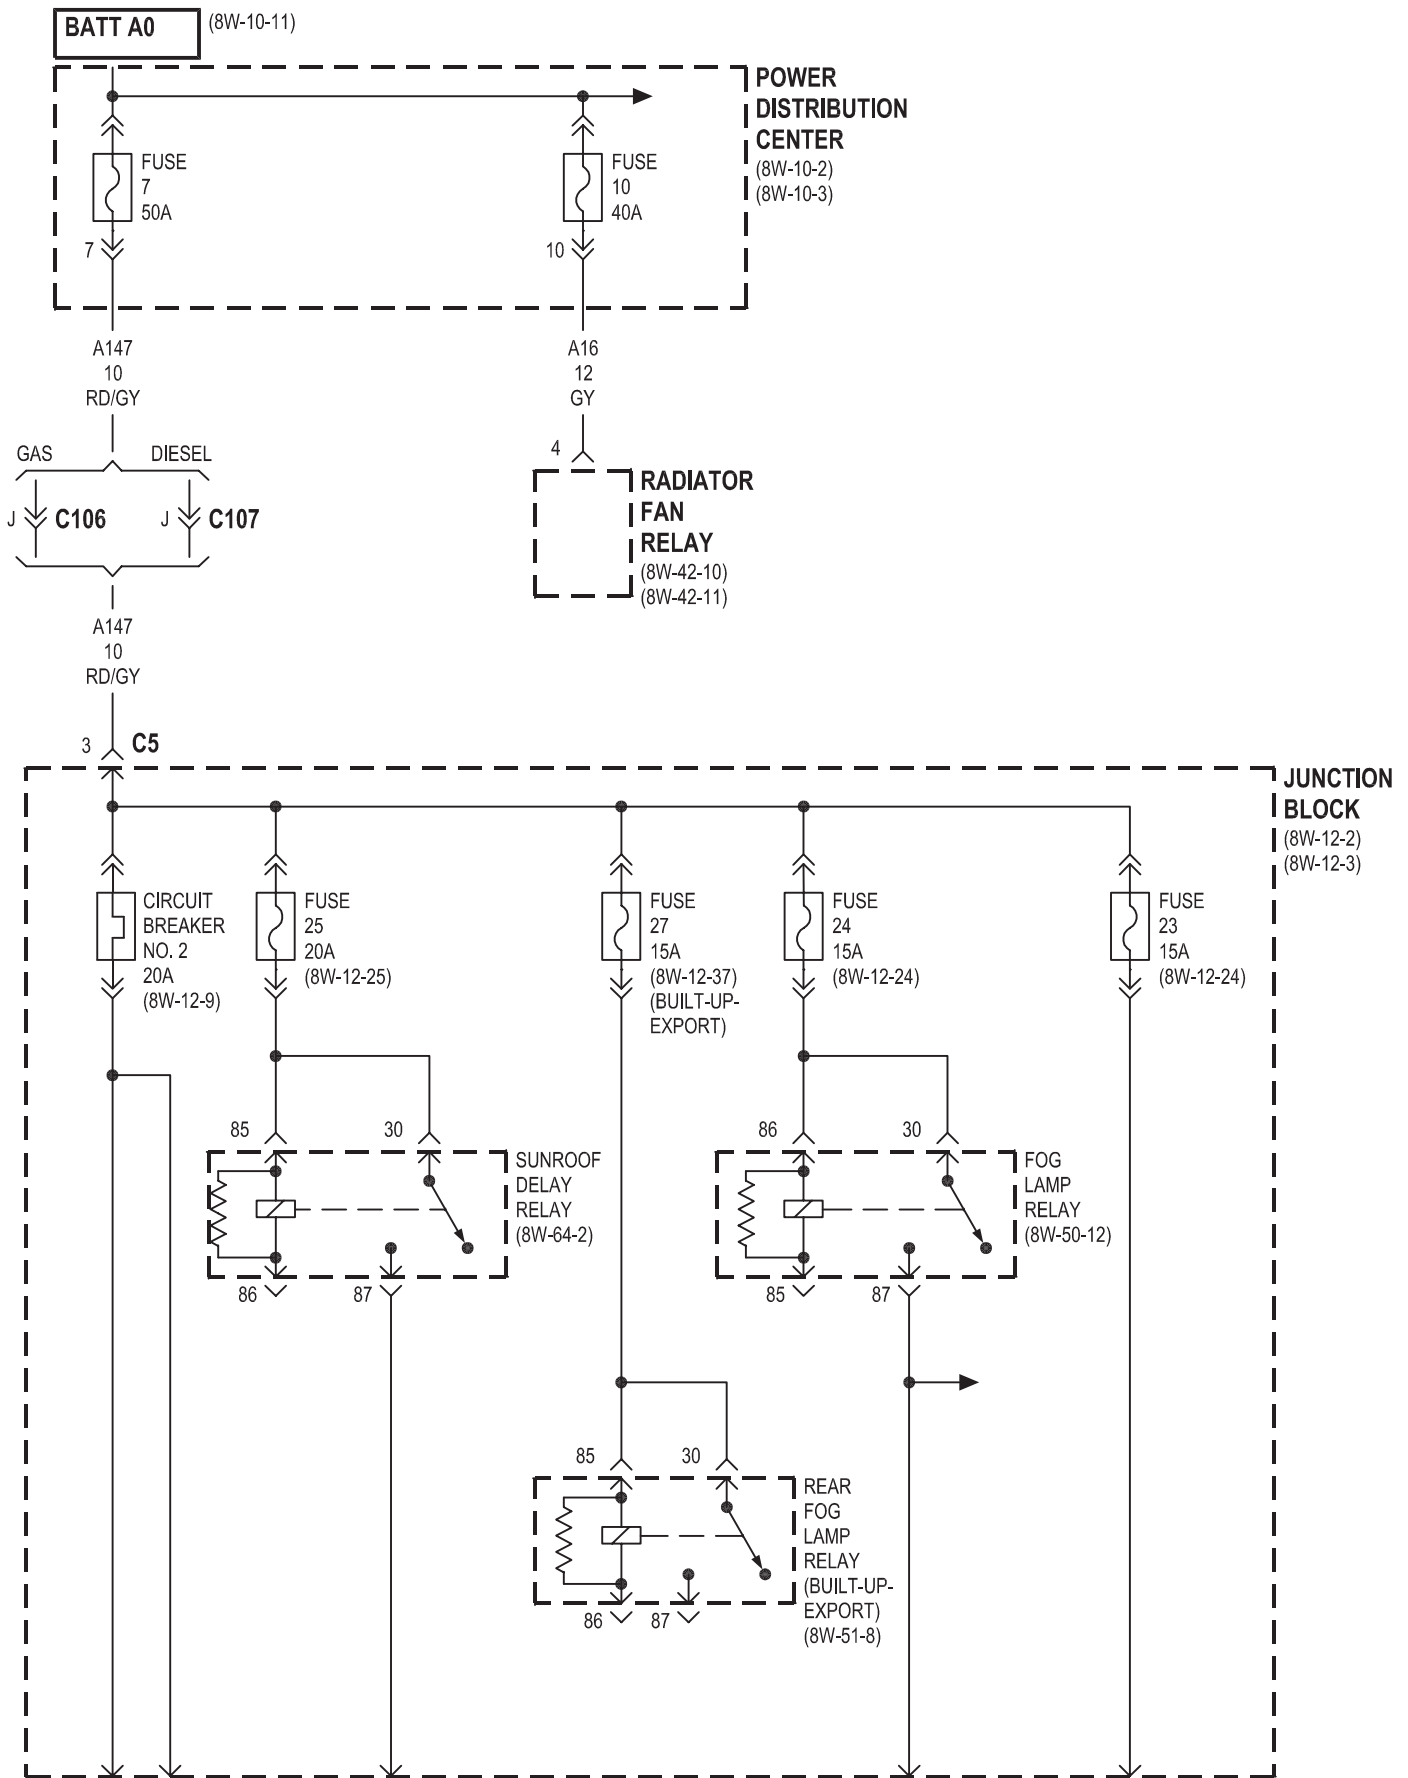 BATT A0
(8W-10-11)
POWER
DISTRIBUTION
CENTER
(8W-10-2)
(8W-10-3)
FUSE
7
50A
7
FUSE
10
40A
10
A147
10
RD/GY
A16
12
GY
GAS
DIESEL
J
C106
J
C107
4
RADIATOR
FAN
RELAY
(8W-42-10)
(8W-42-11)
A147
10
RD/GY
3
C5
JUNCTION
BLOCK
(8W-12-2)
(8W-12-3)
CIRCUIT
BREAKER
NO. 2
20A
(8W-12-9)
FUSE
25
20A
(8W-12-25)
FUSE
27
15A
(8W-12-37)
(BUILT-UP-
EXPORT)
FUSE
24
15A
(8W-12-24)
FUSE
23
15A
(8W-12-24)
85
30
SUNROOF
DELAY
RELAY
(8W-64-2)
86
87
86
30
FOG
LAMP
RELAY
(8W-50-12)
85
87
85
30
REAR
FOG
LAMP
RELAY
(BUILT-UP-
EXPORT)
(8W-51-8)
86
87